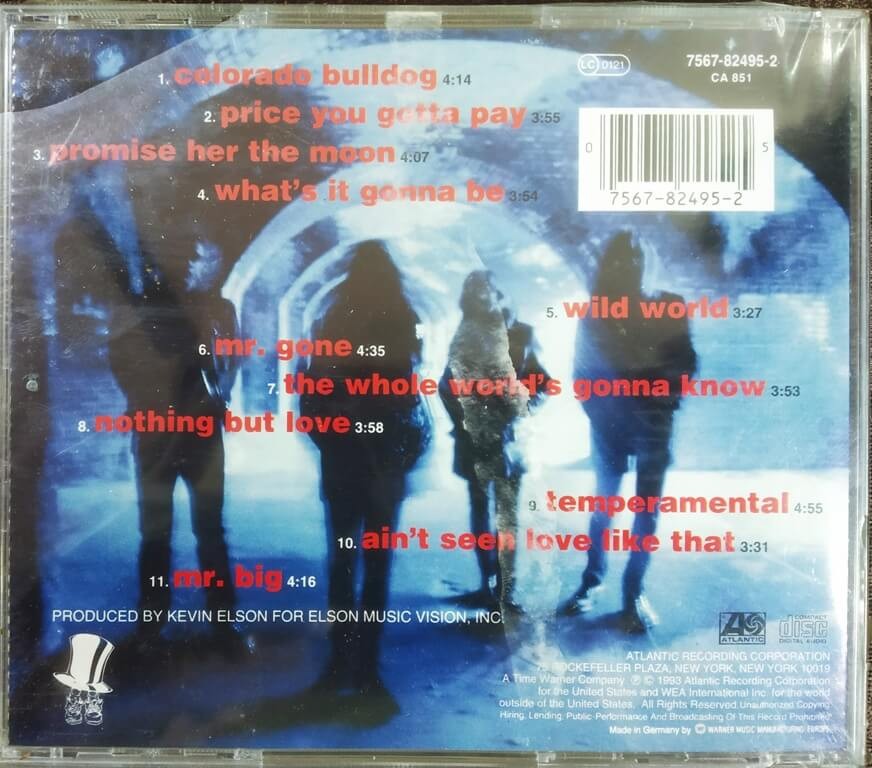 1. colorado bulldog 4:14
2. price you gotta pay 3:55
3. promise her the moon 4:07
4. what's it gonna be 3:54
LC 0121
7567-82495-2
CA 851
0 5
7567-82495-2
5. wild world 3:27
6. mr. gone 4:35
7. the whole world's gonna know 3:53
8. nothing but love 3:58
9. temperamental 4:55
10. ain't seen love like that 3:31
11. mr. big 4:16
PRODUCED BY KEVIN ELSON FOR ELSON MUSIC VISION, INC.
ATLANTIC
COMPACT
disc
DIGITAL AUDIO
ATLANTIC RECORDING CORPORATION
75 ROCKEFELLER PLAZA, NEW YORK, NEW YORK 10019
A Time Warner Company ℗ © 1993 Atlantic Recording Corporation
for the United States and WEA International Inc. for the world
outside of the United States. All Rights Reserved. Unauthorized Copying,
Hiring, Lending, Public Performance And Broadcasting Of This Record Prohibited
Made in Germany by WARNER MUSIC MANUFACTURING EUROPE